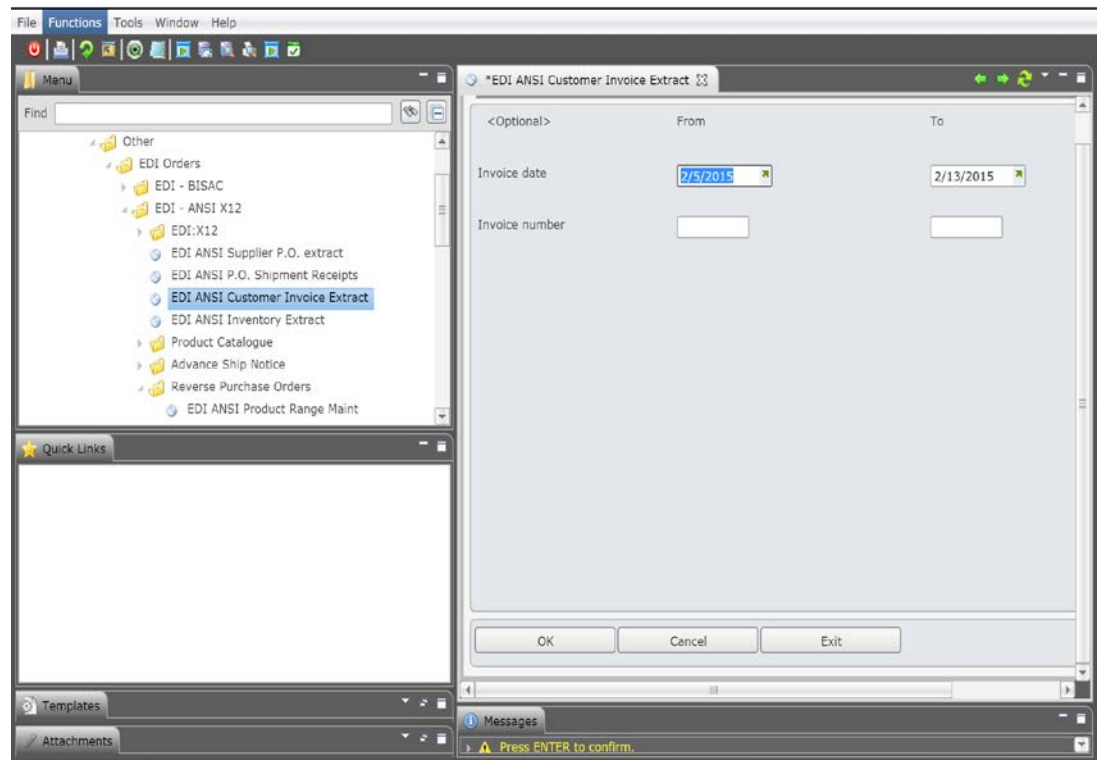 File Functions Tools Window Help
Menu
Find
Other
EDI Orders
EDI - BISAC
EDI - ANSI X12
EDI:X12
EDI ANSI Supplier P.O. extract
EDI ANSI P.O. Shipment Receipts
EDI ANSI Customer Invoice Extract
EDI ANSI Inventory Extract
Product Catalogue
Advance Ship Notice
Reverse Purchase Orders
EDI ANSI Product Range Maint
Quick Links
Templates
Attachments
*EDI ANSI Customer Invoice Extract
<Optional> From To
Invoice date 2/5/2015 2/13/2015
Invoice number
OK Cancel Exit
Messages
Press ENTER to confirm.